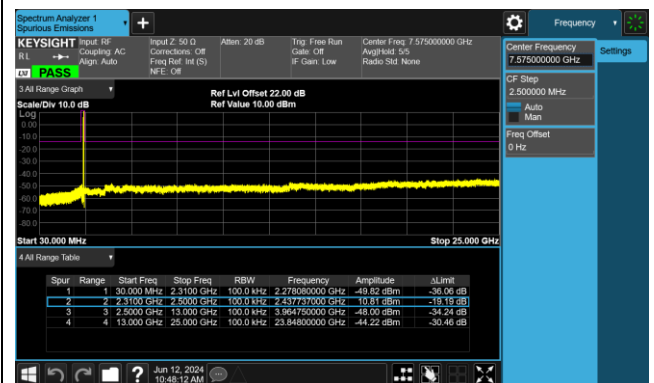 Spectrum Analyzer 1
Spurious Emissions
+
Frequency
KEYSIGHT
RL
LXI PASS
Input: RF
Coupling: AC
Align: Auto
Input Z: 50 Ω
Corrections: Off
Freq Ref: Int (S)
NFE: Off
Atten: 20 dB
Trig: Free Run
Gate: Off
IF Gain: Low
Center Freq: 7.575000000 GHz
Avg|Hold: 5/5
Radio Std: None
Center Frequency
7.575000000 GHz
Settings
CF Step
2.500000 MHz
Auto
Man
Freq Offset
0 Hz
3 All Range Graph
Scale/Div 10.0 dB
Ref Lvl Offset 22.00 dB
Ref Value 10.00 dBm
Log
0.00
-10.0
-20.0
-30.0
-40.0
-50.0
-60.0
-70.0
-80.0
Start 30.000 MHz
Stop 25.000 GHz
4 All Range Table
Spur Range Start Freq Stop Freq RBW Frequency Amplitude ΔLimit
1 1 30.000 MHz 2.3100 GHz 100.0 kHz 2.278080000 GHz -49.82 dBm -36.06 dB
2 2 2.3100 GHz 2.5000 GHz 100.0 kHz 2.437737000 GHz 10.81 dBm -19.19 dB
3 3 2.5000 GHz 13.000 GHz 100.0 kHz 3.964750000 GHz -48.00 dBm -34.24 dB
4 4 13.000 GHz 25.000 GHz 100.0 kHz 23.84800000 GHz -44.22 dBm -30.46 dB
?
Jun 12, 2024
10:48:12 AM